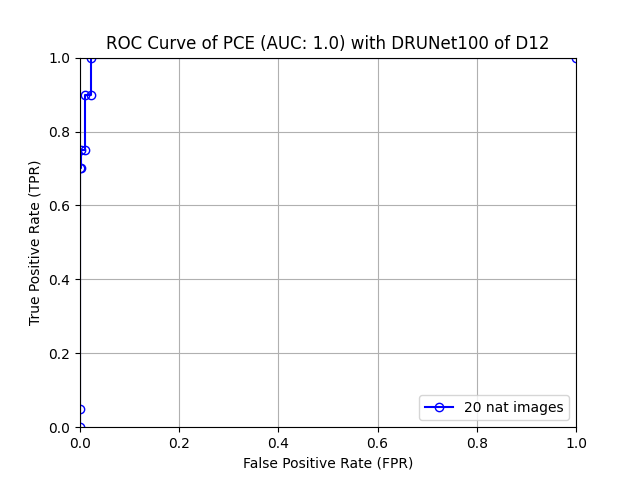 ROC Curve of PCE (AUC: 1.0) with DRUNet100 of D12
True Positive Rate (TPR)
1.0
0.8
0.6
0.4
0.2
0.0
20 nat images
0.0 0.2 0.4 0.6 0.8 1.0
False Positive Rate (FPR)